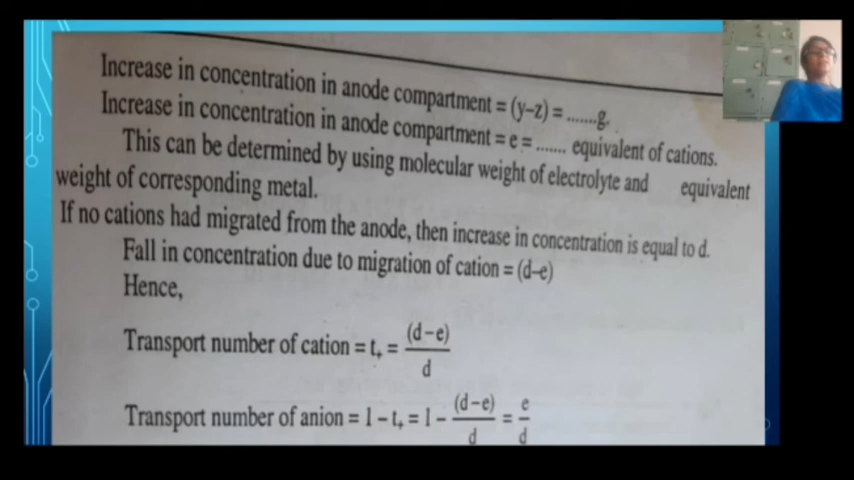 Increase in concentration in anode compartment = (y–z) = .......g.
Increase in concentration in anode compartment = e = ....... equivalent of cations.
This can be determined by using molecular weight of electrolyte and equivalent
weight of corresponding metal.
If no cations had migrated from the anode, then increase in concentration is equal to d.
Fall in concentration due to migration of cation = (d–e)
Hence,
Transport number of cation = t₊ = (d–e)/d
Transport number of anion = 1 – t₊ = 1 – (d–e)/d = e/d